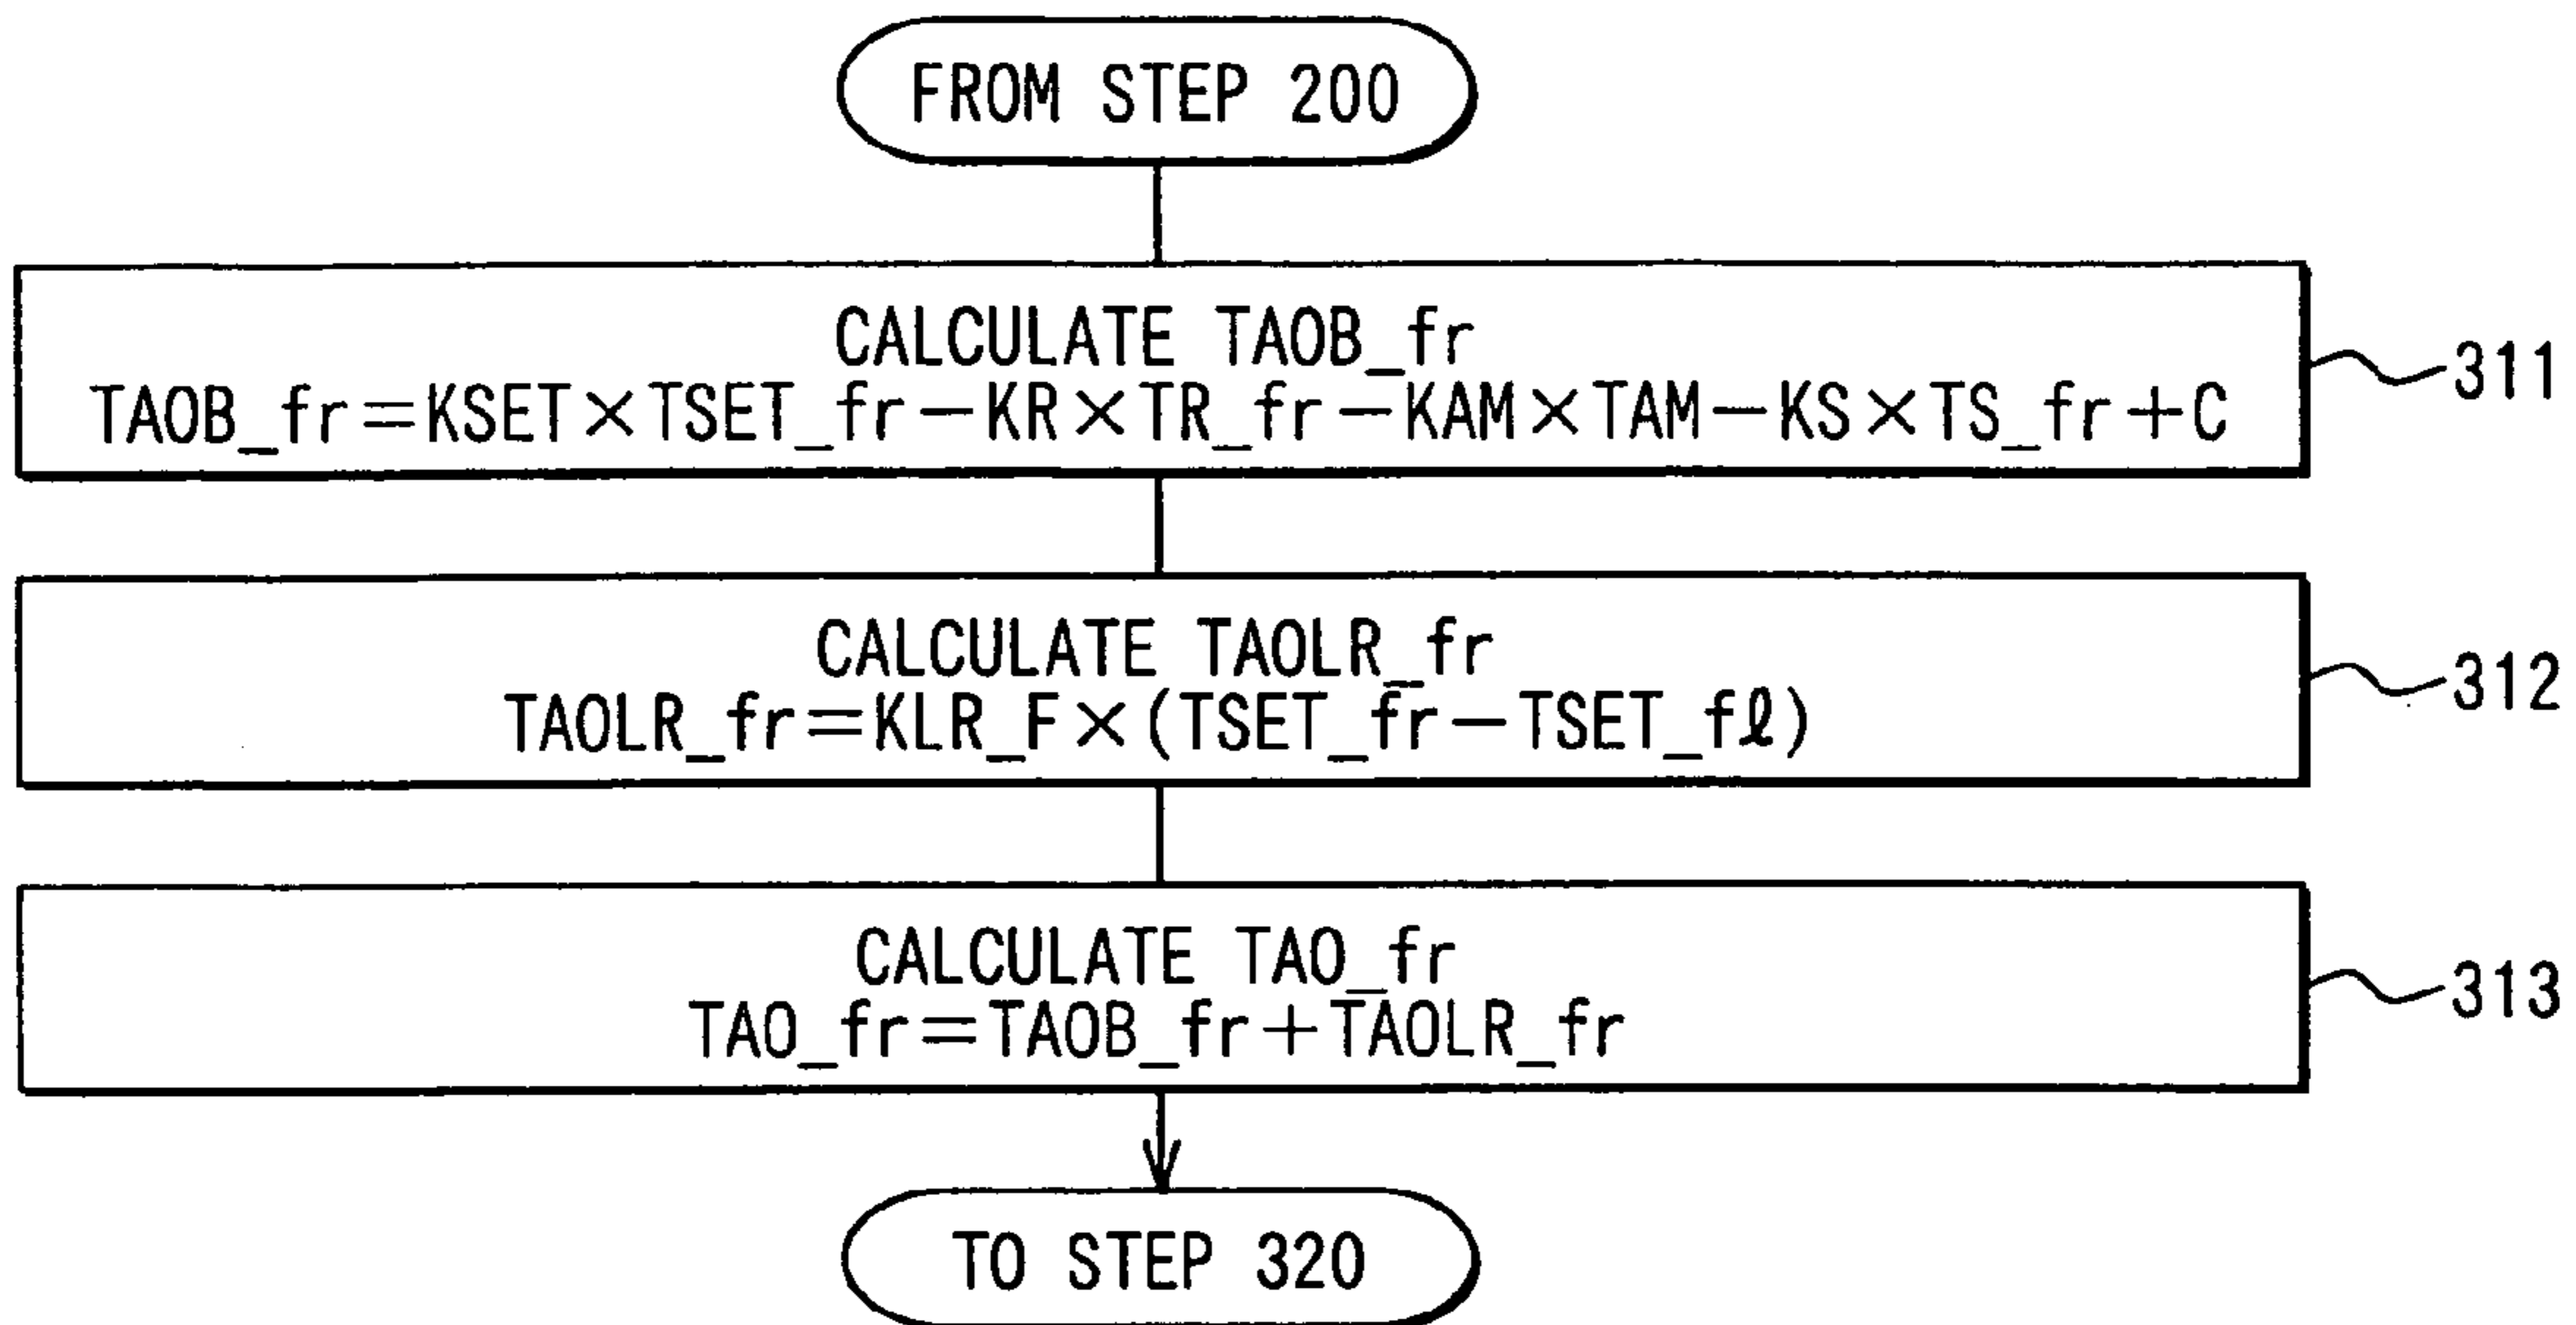 FROM STEP 200
CALCULATE TAOB_fr
TAOB_fr=KSET×TSET_fr−KR×TR_fr−KAM×TAM−KS×TS_fr+C
311
CALCULATE TAOLR_fr
TAOLR_fr=KLR_F×(TSET_fr−TSET_fℓ)
312
CALCULATE TAO_fr
TAO_fr=TAOB_fr+TAOLR_fr
313
TO STEP 320